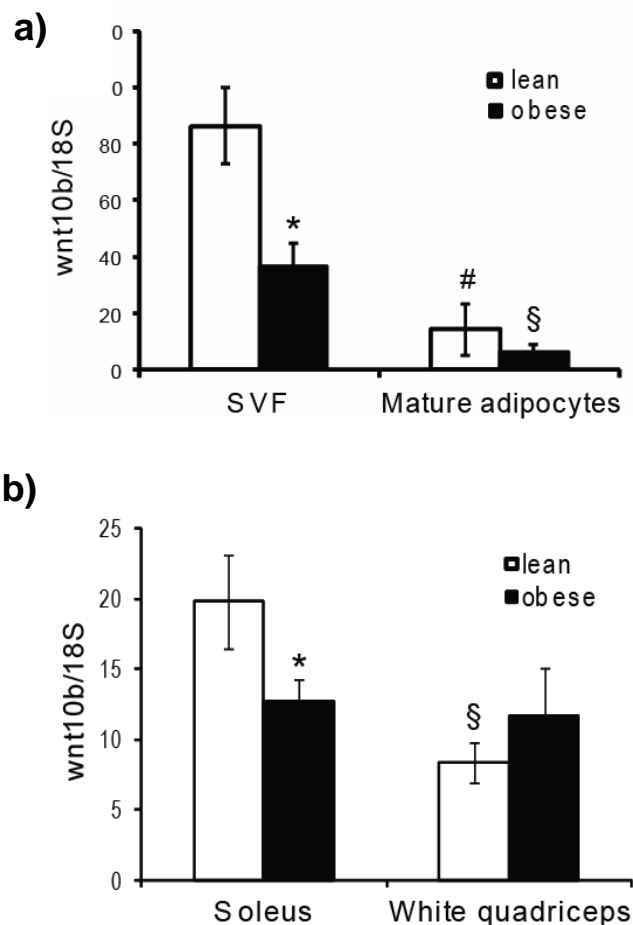 a)
0
0
80
60
40
20
0
wnt10b/18S
lean
obese
*
#
§
SVF
Mature adipocytes
b)
25
20
15
10
5
0
wnt10b/18S
lean
obese
*
§
Soleus
White quadriceps